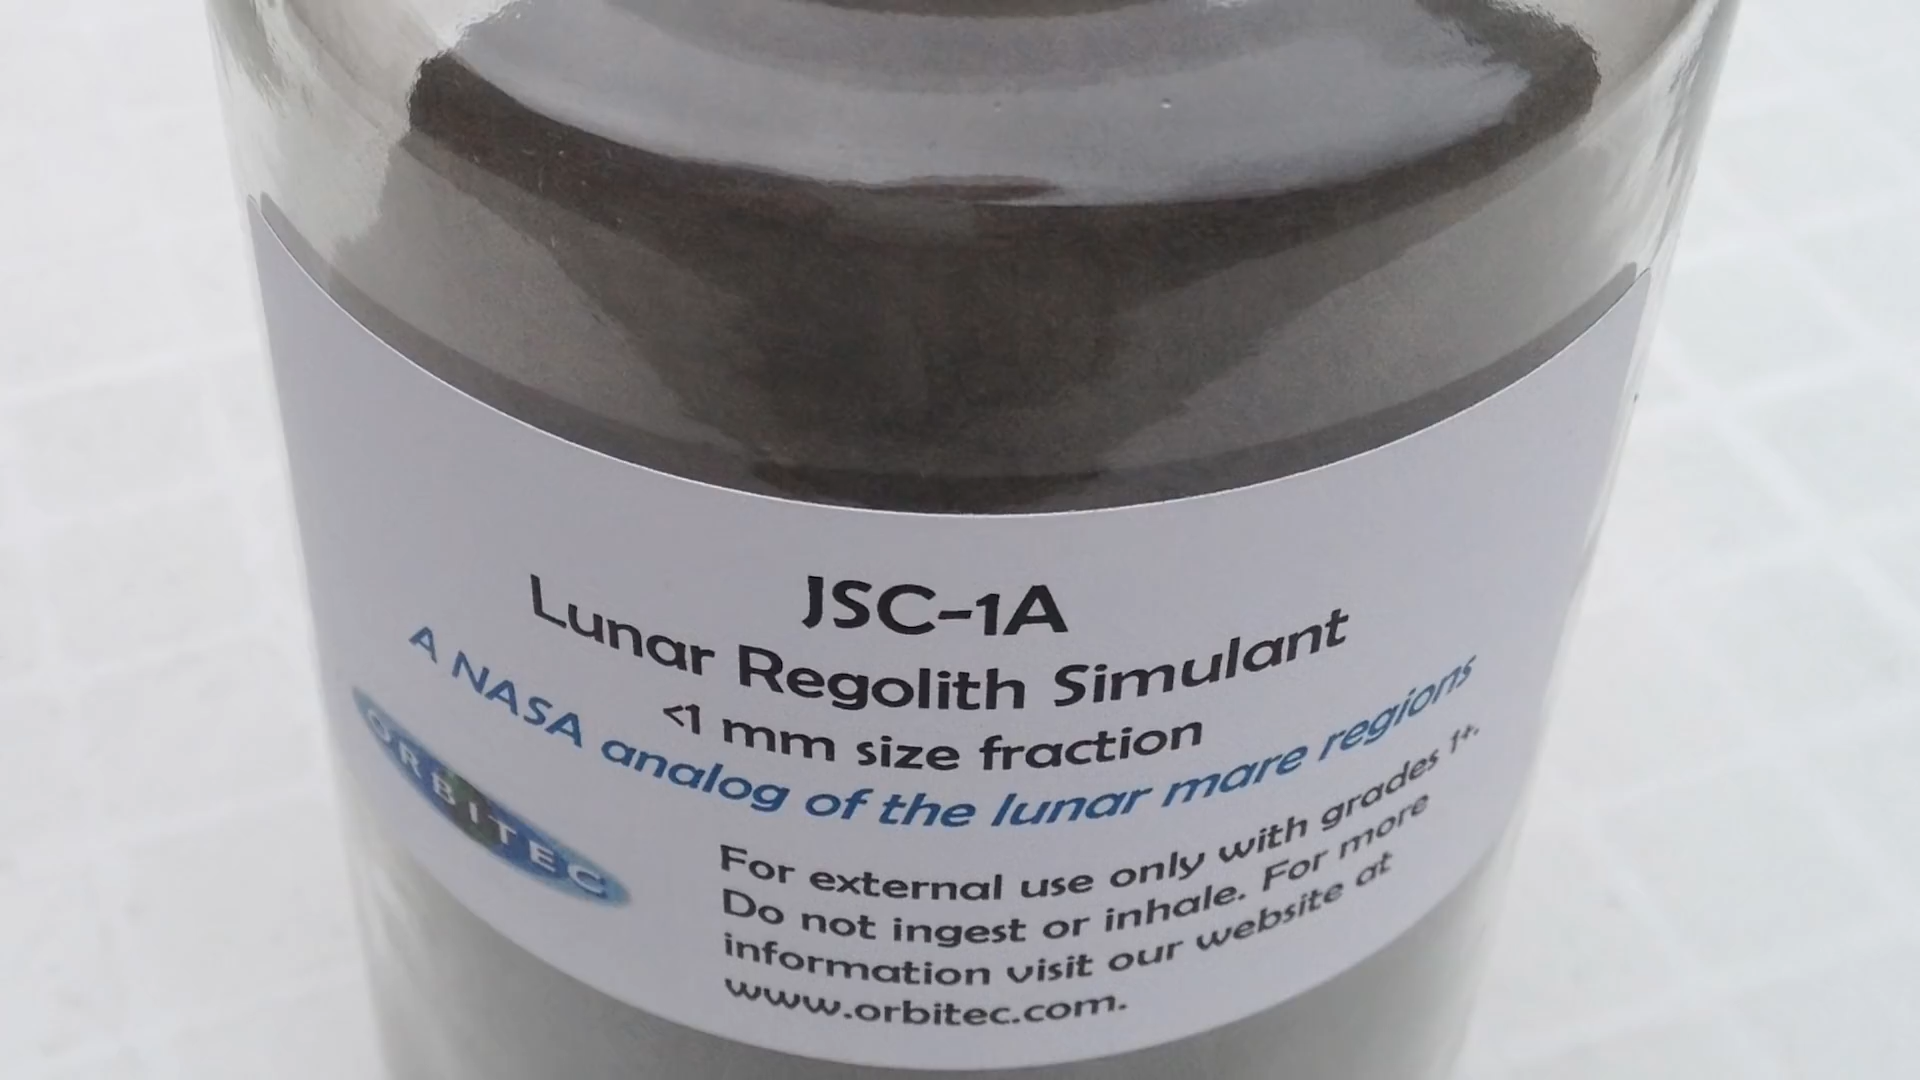 JSC-1A
Lunar Regolith Simulant
<1 mm size fraction
A NASA analog of the lunar mare regions
ORBITEC
For external use only with grades 1+.
Do not ingest or inhale. For more
information visit our website at
www.orbitec.com.